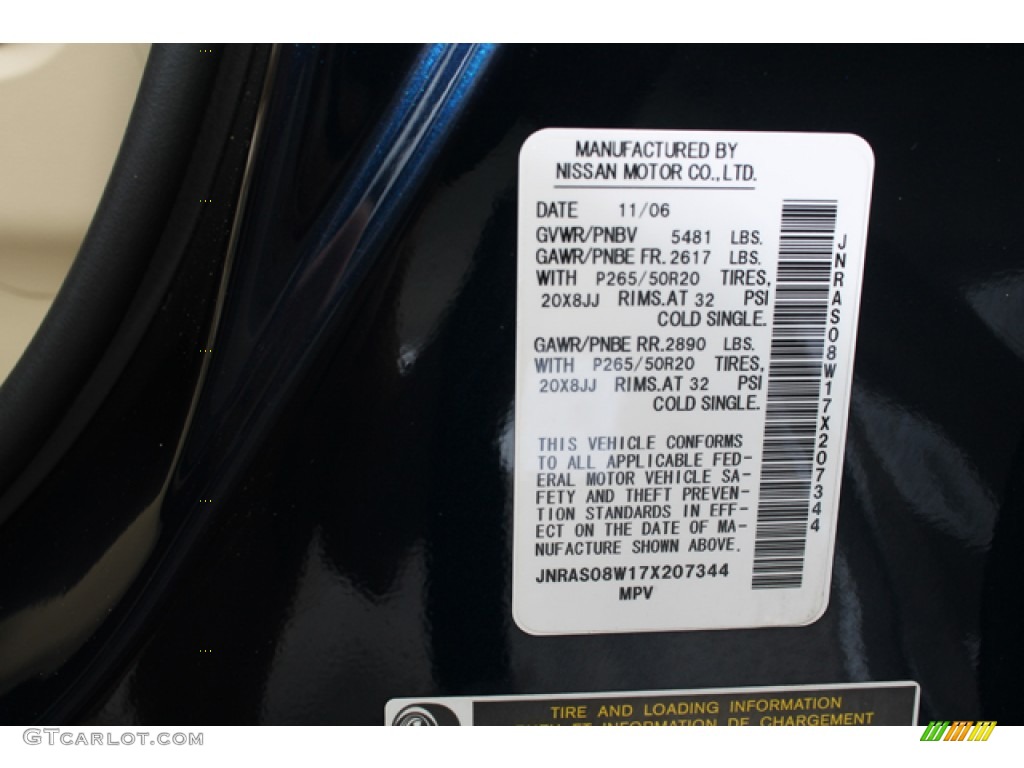 MANUFACTURED BY
NISSAN MOTOR CO.,LTD.
DATE 11/06
GVWR/PNBV 5481 LBS.
GAWR/PNBE FR. 2617 LBS.
WITH P265/50R20 TIRES,
20X8JJ RIMS.AT 32 PSI
COLD SINGLE.
GAWR/PNBE RR.2890 LBS.
WITH P265/50R20 TIRES,
20X8JJ RIMS.AT 32 PSI
COLD SINGLE.
THIS VEHICLE CONFORMS
TO ALL APPLICABLE FED-
ERAL MOTOR VEHICLE SA-
FETY AND THEFT PREVEN-
TION STANDARDS IN EFF-
ECT ON THE DATE OF MA-
NUFACTURE SHOWN ABOVE.
JNRAS08W17X207344
MPV
JNRAS08W17X207344
TIRE AND LOADING INFORMATION
INFORMATION DE CHARGEMENT
GTCarLot.com